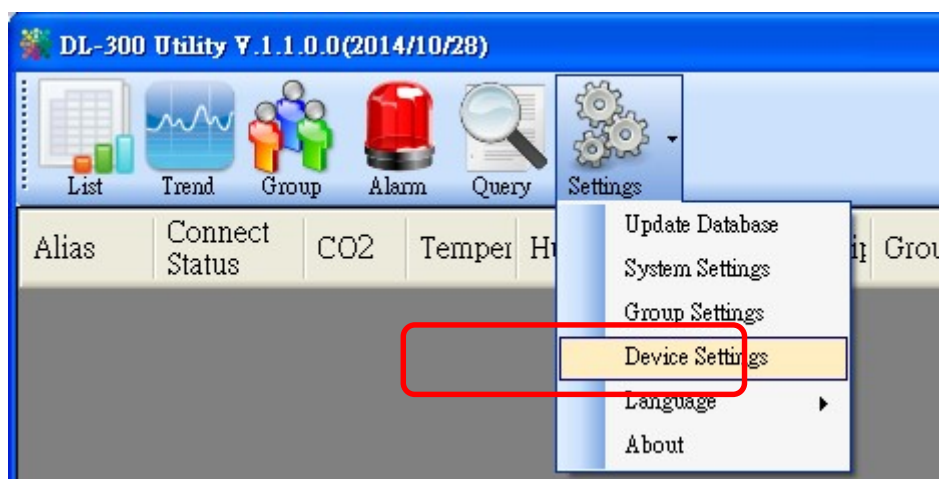 DL-300 Utility V.1.1.0.0(2014/10/28)
List Trend Group Alarm Query Settings
Alias Connect Status CO2 Grou
Update Database
System Settings
Group Settings
Device Settings
Language
About